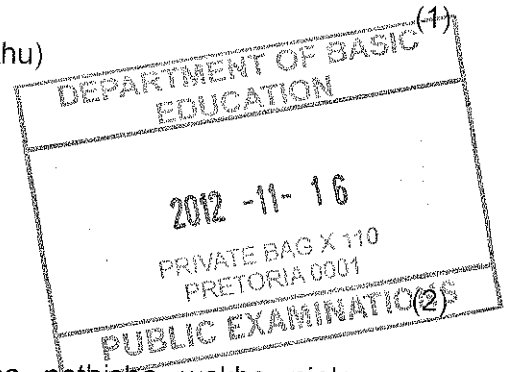 (1)
hu)
DEPARTMENT OF BASIC
EDUCATION
2012 -11- 16
PRIVATE BAG X 110
PRETORIA 0001
(2)
PUBLIC EXAMINATIONS